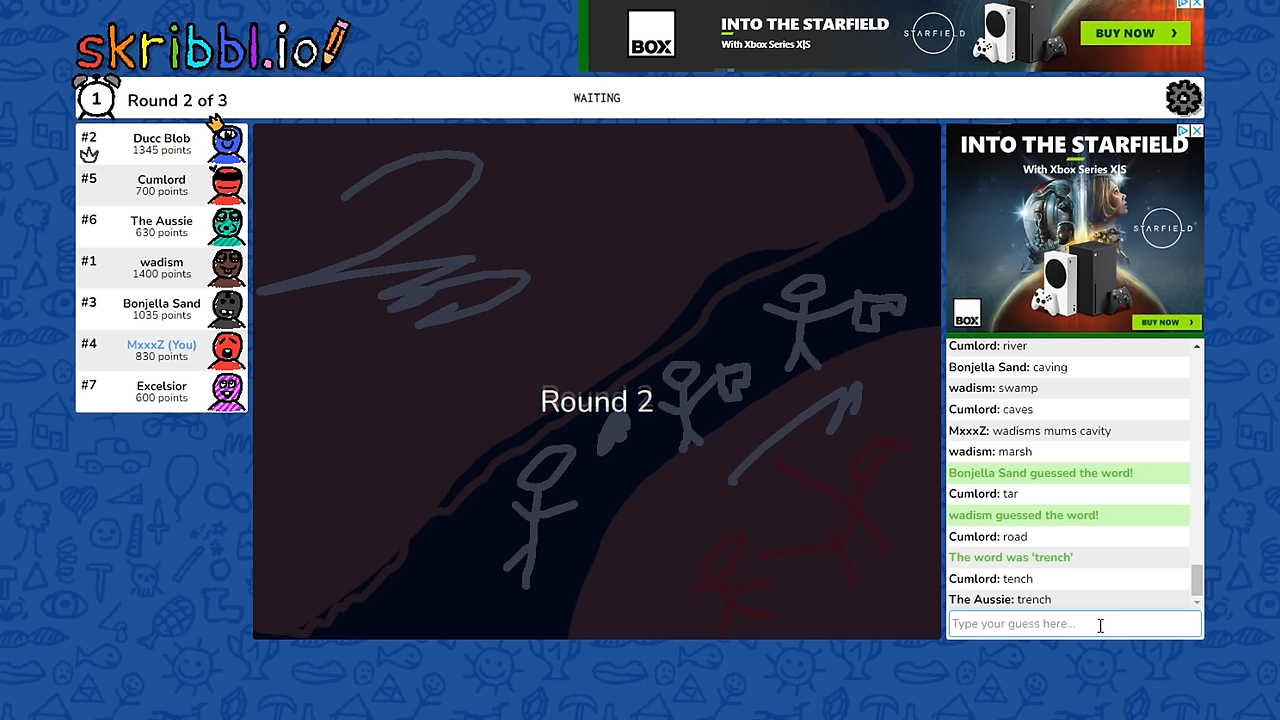 skribbl.io!
INTO THE STARFIELD
With Xbox Series X|S
BOX
STARFIELD
BUY NOW
1
Round 2 of 3
WAITING
#2
Ducc Blob
1345 points
#5
Cumlord
700 points
#6
The Aussie
630 points
#1
wadism
1400 points
#3
Bonjella Sand
1035 points
#4
MxxxZ (You)
830 points
#7
Excelsior
600 points
Round 2
INTO THE STARFIELD
With Xbox Series X|S
STARFIELD
BOX
BUY NOW
Cumlord: river
Bonjella Sand: caving
wadism: swamp
Cumlord: caves
MxxxZ: wadisms mums cavity
wadism: marsh
Bonjella Sand guessed the word!
Cumlord: tar
wadism guessed the word!
Cumlord: road
The word was 'trench'
Cumlord: tench
The Aussie: trench
Type your guess here...